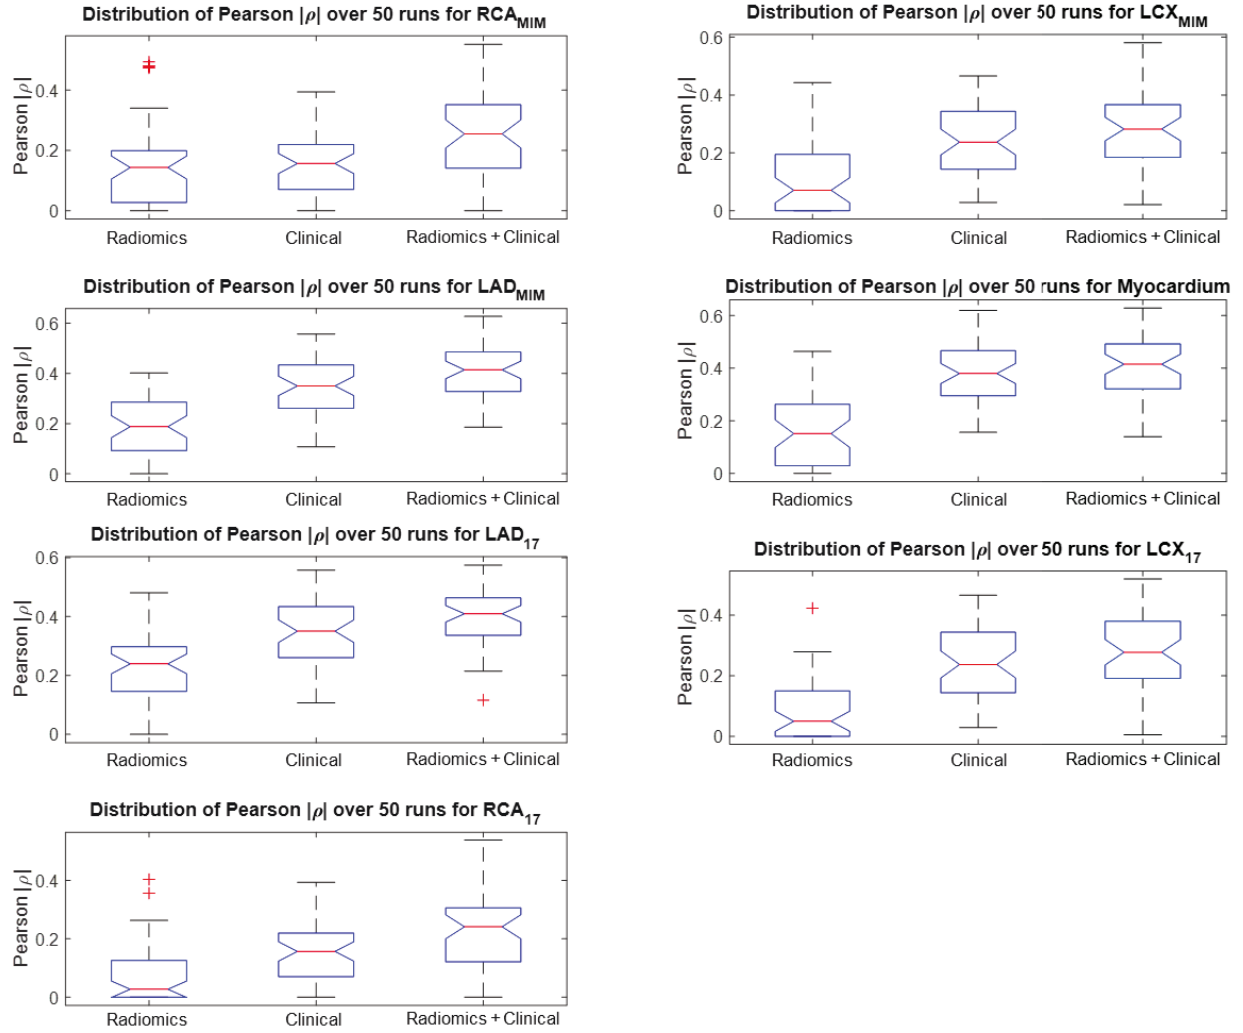 Distribution of Pearson |ρ| over 50 runs for RCA_MIM
Pearson |ρ|
0.4
0.2
0
Radiomics Clinical Radiomics + Clinical
Distribution of Pearson |ρ| over 50 runs for LCX_MIM
Pearson |ρ|
0.6
0.4
0.2
0
Radiomics Clinical Radiomics + Clinical
Distribution of Pearson |ρ| over 50 runs for LAD_MIM
Pearson |ρ|
0.6
0.4
0.2
0
Radiomics Clinical Radiomics + Clinical
Distribution of Pearson |ρ| over 50 runs for Myocardium
Pearson |ρ|
0.6
0.4
0.2
0
Radiomics Clinical Radiomics + Clinical
Distribution of Pearson |ρ| over 50 runs for LAD_17
Pearson |ρ|
0.6
0.4
0.2
0
Radiomics Clinical Radiomics + Clinical
Distribution of Pearson |ρ| over 50 runs for LCX_17
Pearson |ρ|
0.4
0.2
0
Radiomics Clinical Radiomics + Clinical
Distribution of Pearson |ρ| over 50 runs for RCA_17
Pearson |ρ|
0.4
0.2
0
Radiomics Clinical Radiomics + Clinical